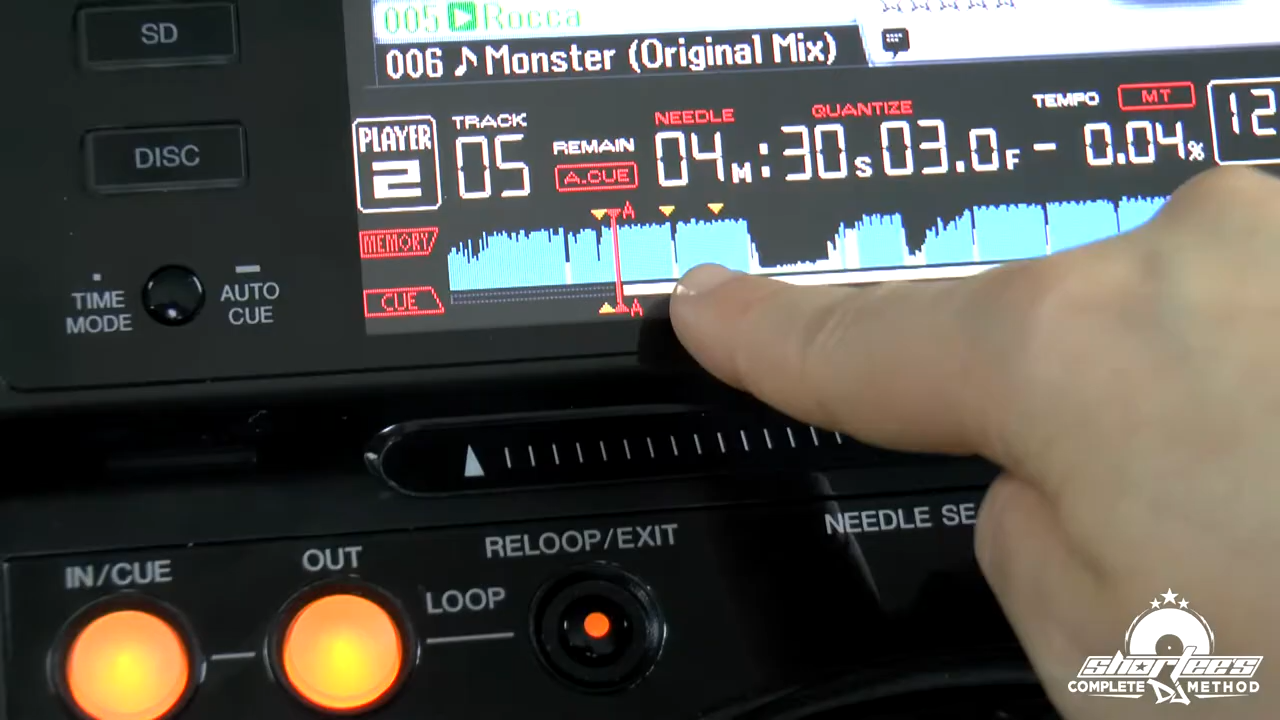 SD
005 Rocca
006 Monster (Original Mix)
DISC
PLAYER
2
TRACK
05
REMAIN
A.CUE
NEEDLE
04M:30S03.0F
QUANTIZE
TEMPO
MT
- 0.04%
12
MEMORY
A
CUE
A
TIME
MODE
AUTO
CUE
NEEDLE SE
IN/CUE
OUT
RELOOP/EXIT
LOOP
shortees
COMPLETE DJ METHOD